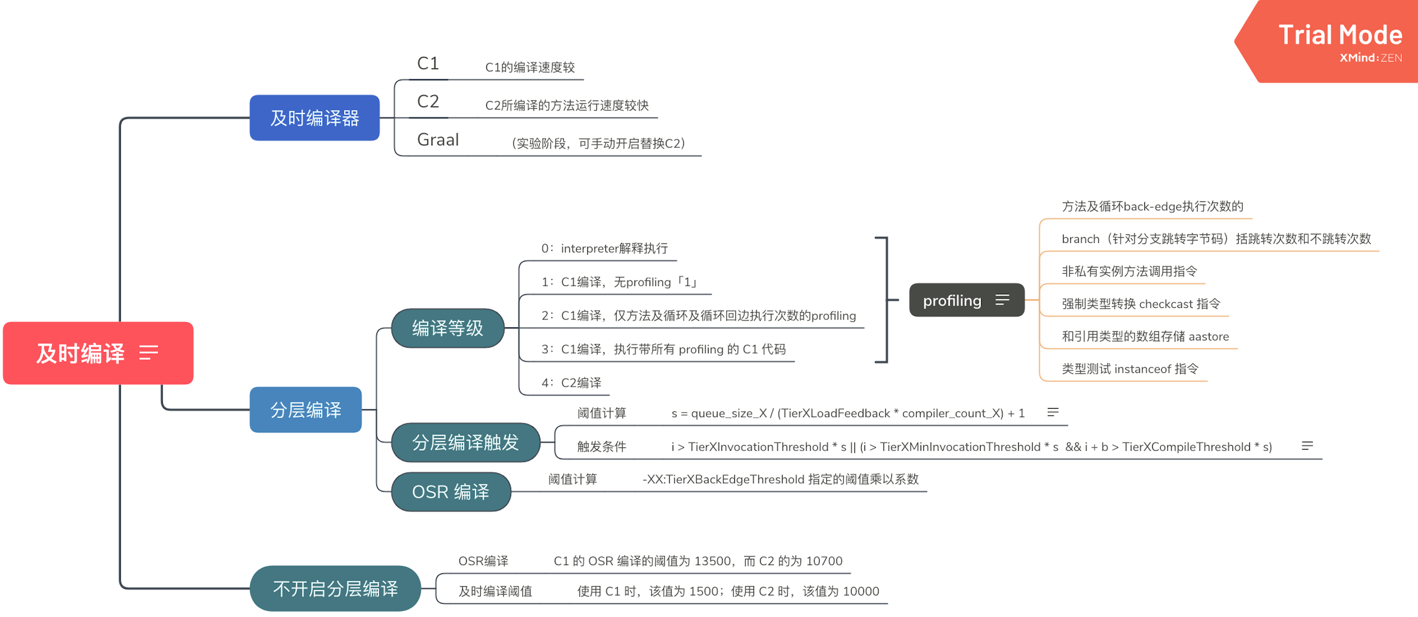 Trial Mode
XMind:ZEN
及时编译
及时编译器
C1 C1的编译速度较
C2 C2所编译的方法运行速度较快
Graal （实验阶段，可手动开启替换C2）
分层编译
编译等级
0：interpreter解释执行
1：C1编译，无profiling「1」
2：C1编译，仅方法及循环及循环回边执行次数的profiling
3：C1编译，执行带所有 profiling 的 C1 代码
4：C2编译
profiling
方法及循环back-edge执行次数的
branch（针对分支跳转字节码）括跳转次数和不跳转次数
非私有实例方法调用指令
强制类型转换 checkcast 指令
和引用类型的数组存储 aastore
类型测试 instanceof 指令
分层编译触发
阈值计算 s = queue_size_X / (TierXLoadFeedback * compiler_count_X) + 1
触发条件 i > TierXInvocationThreshold * s || (i > TierXMinInvocationThreshold * s && i + b > TierXCompileThreshold * s)
OSR 编译
阈值计算 -XX:TierXBackEdgeThreshold 指定的阈值乘以系数
不开启分层编译
OSR编译 C1 的 OSR 编译的阈值为 13500，而 C2 的为 10700
及时编译阈值 使用 C1 时，该值为 1500；使用 C2 时，该值为 10000